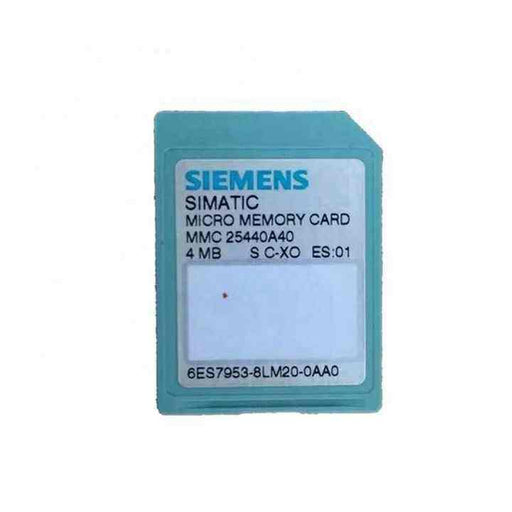 SIEMENS
SIMATIC
MICRO MEMORY CARD
MMC 25440A40
4 MB S C-XO ES:01
6ES7953-8LM20-0AA0